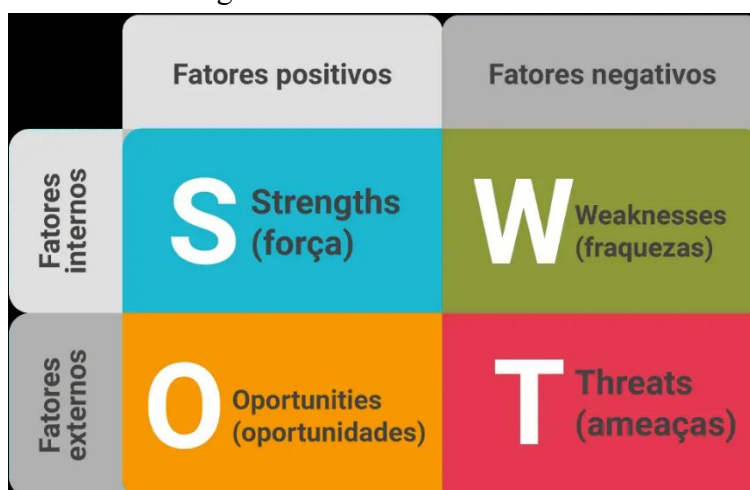 Fatores positivos
Fatores negativos
Fatores
internos
S
Strengths
(força)
W
Weaknesses
(fraquezas)
Fatores
externos
O
Oportunities
(oportunidades)
T
Threats
(ameaças)